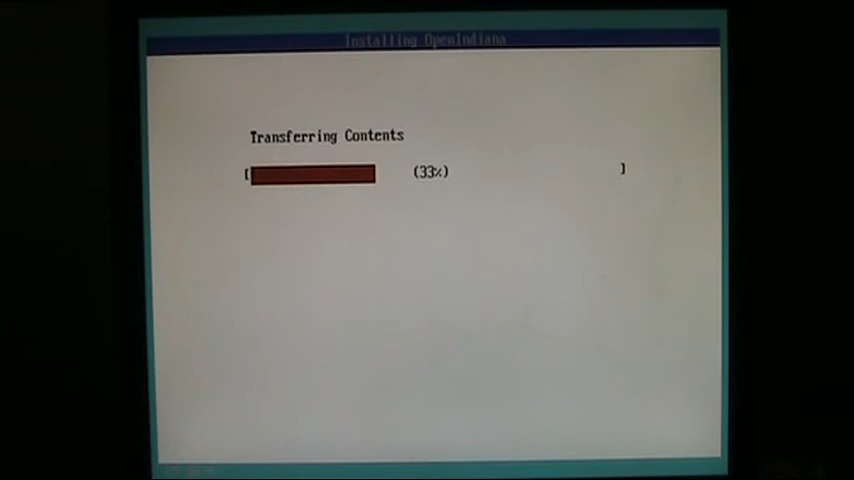 Installing OpenIndiana
Transferring Contents
[ (33%) ]